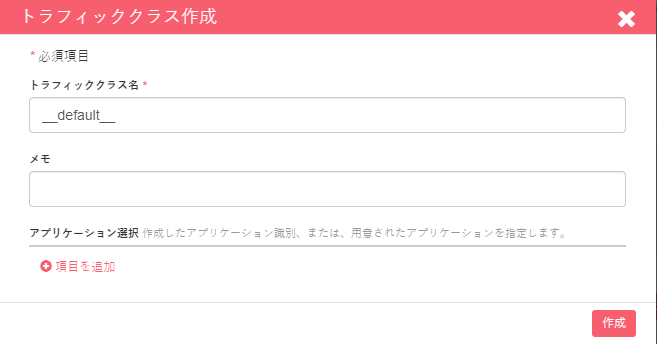 トラフィッククラス作成
* 必須項目
トラフィッククラス名 *
__default__
メモ
アプリケーション選択 作成したアプリケーション識別、または、用意されたアプリケーションを指定します。
項目を追加
作成